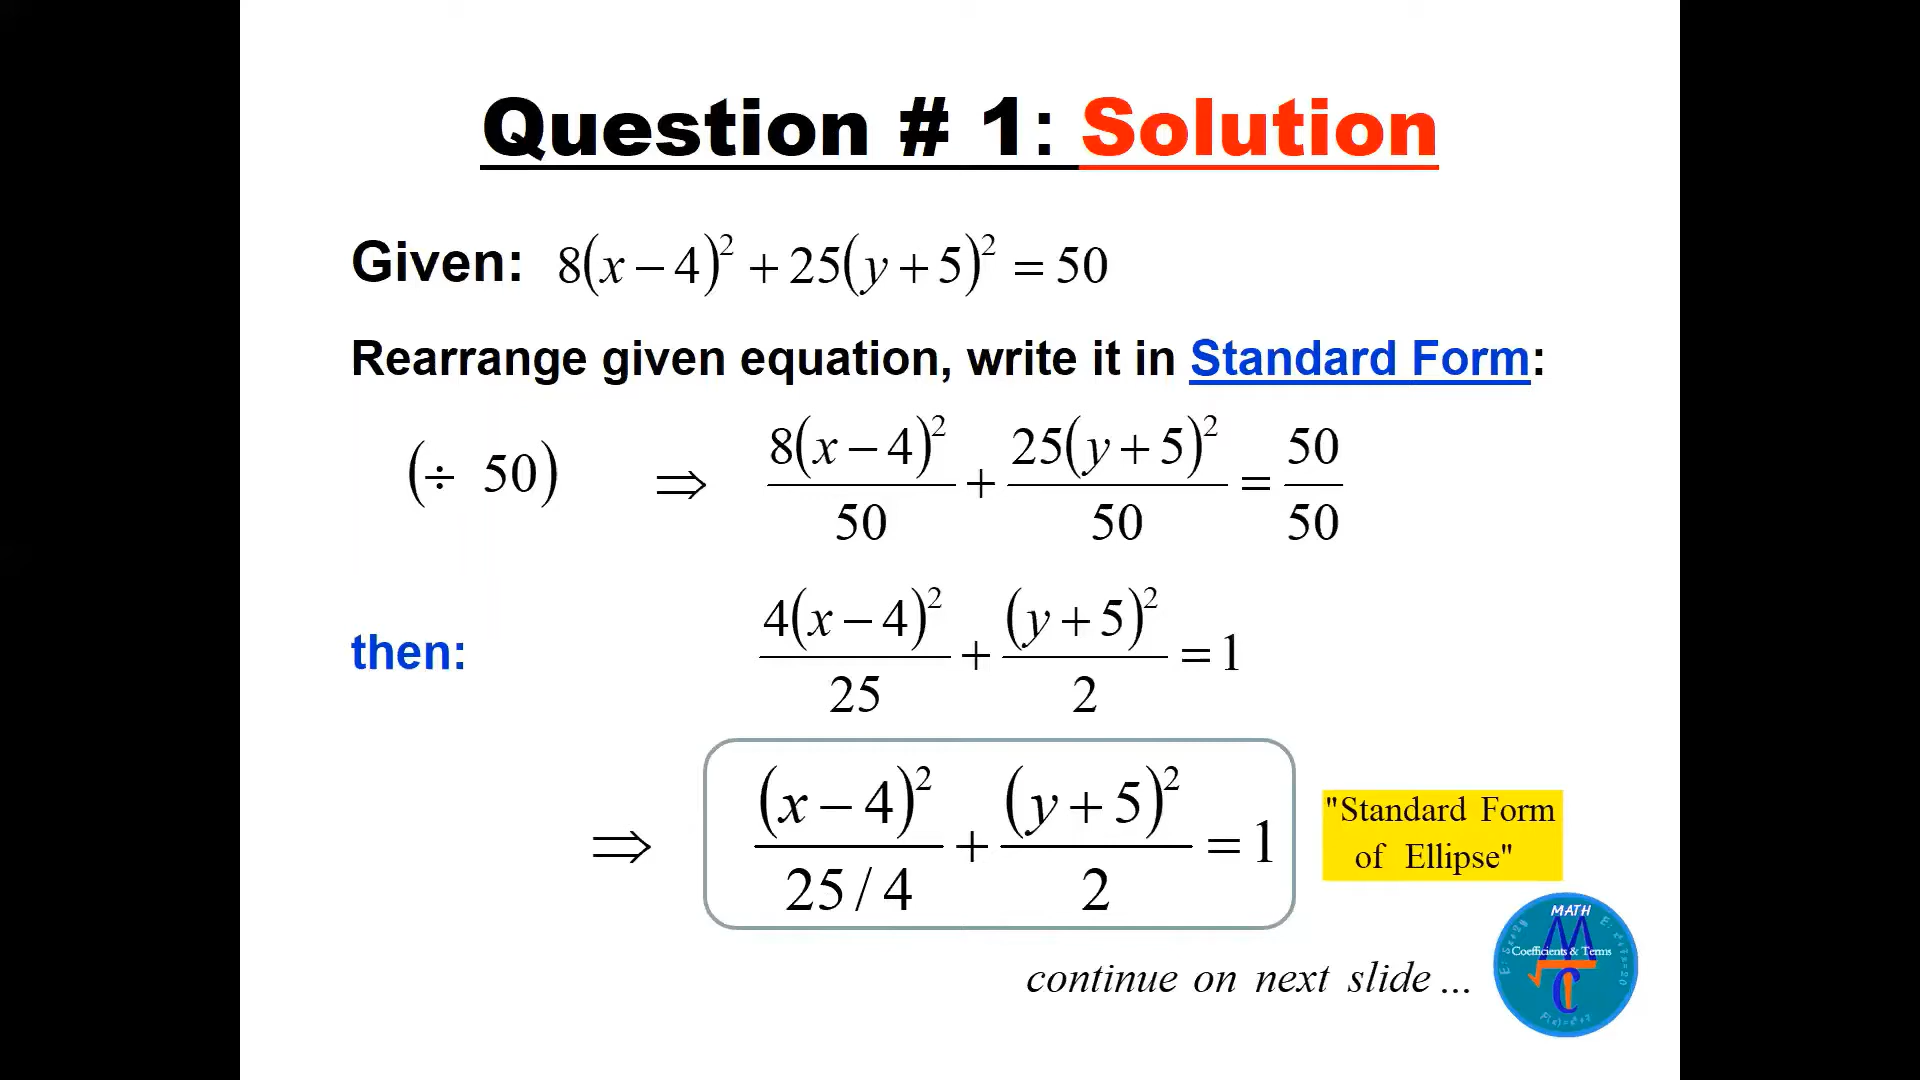 Question # 1: Solution
Given: 8(x − 4)² + 25(y + 5)² = 50
Rearrange given equation, write it in Standard Form:
(÷ 50) ⇒ 8(x − 4)²/50 + 25(y + 5)²/50 = 50/50
then: 4(x − 4)²/25 + (y + 5)²/2 = 1
⇒ (x − 4)²/(25 / 4) + (y + 5)²/2 = 1
"Standard Form
of Ellipse"
continue on next slide ...
MATH
M
Coefficients & Terms
C